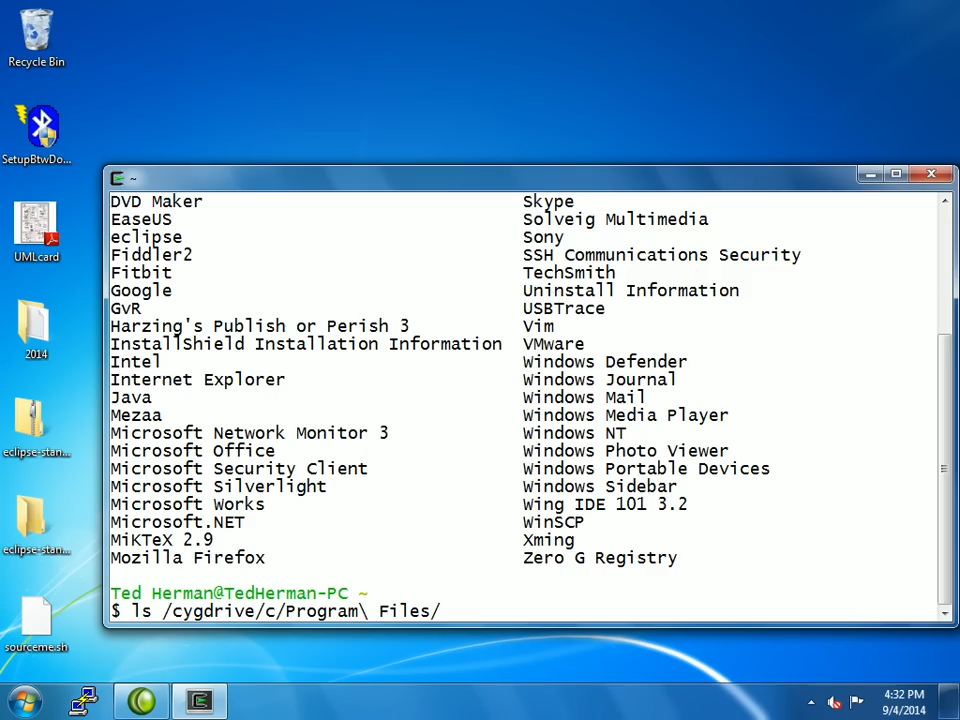 Recycle Bin
SetupBtwDo...
UMLcard
2014
eclipse-stan...
eclipse-stan...
sourceme.sh
~
DVD Maker Skype
EaseUS Solveig Multimedia
eclipse Sony
Fiddler2 SSH Communications Security
Fitbit TechSmith
Google Uninstall Information
GvR USBTrace
Harzing's Publish or Perish 3 Vim
InstallShield Installation Information VMware
Intel Windows Defender
Internet Explorer Windows Journal
Java Windows Mail
Mezaa Windows Media Player
Microsoft Network Monitor 3 Windows NT
Microsoft Office Windows Photo Viewer
Microsoft Security Client Windows Portable Devices
Microsoft Silverlight Windows Sidebar
Microsoft Works Wing IDE 101 3.2
Microsoft.NET WinSCP
MiKTeX 2.9 Xming
Mozilla Firefox Zero G Registry
Ted Herman@TedHerman-PC ~
$ ls /cygdrive/c/Program\ Files/
4:32 PM
9/4/2014